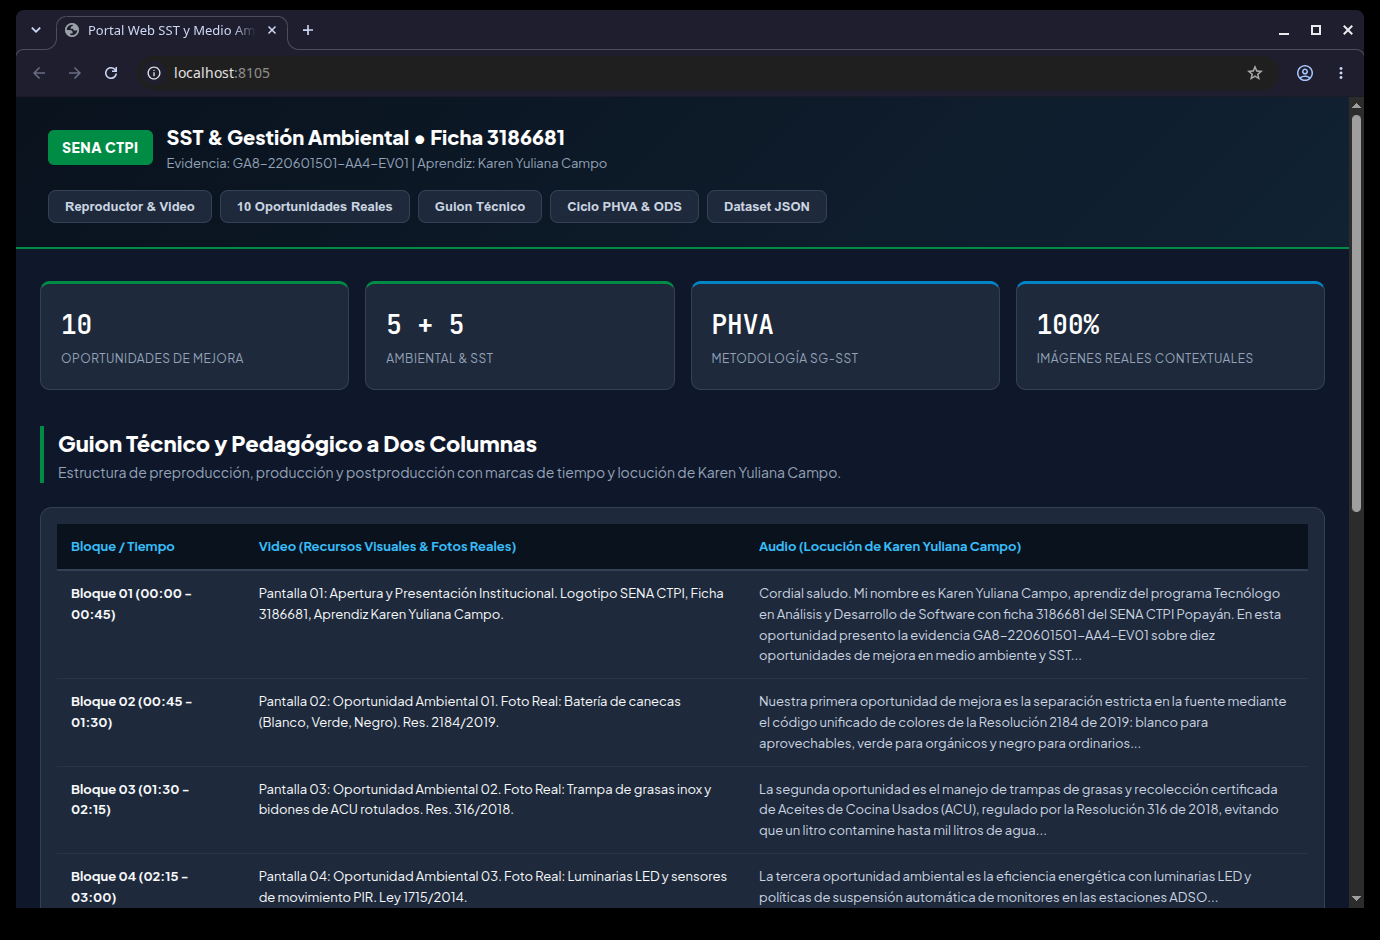 Portal Web SST y Medio Am
localhost:8105
SENA CTPI
SST & Gestión Ambiental • Ficha 3186681
Evidencia: GA8-220601501-AA4-EV01 | Aprendiz: Karen Yuliana Campo
Reproductor & Video
10 Oportunidades Reales
Guion Técnico
Ciclo PHVA & ODS
Dataset JSON
10
OPORTUNIDADES DE MEJORA
5 + 5
AMBIENTAL & SST
PHVA
METODOLOGÍA SG-SST
100%
IMÁGENES REALES CONTEXTUALES
Guion Técnico y Pedagógico a Dos Columnas
Estructura de preproducción, producción y postproducción con marcas de tiempo y locución de Karen Yuliana Campo.
Bloque / Tiempo
Video (Recursos Visuales & Fotos Reales)
Audio (Locución de Karen Yuliana Campo)
Bloque 01 (00:00 -
00:45)
Pantalla 01: Apertura y Presentación Institucional. Logotipo SENA CTPI, Ficha
3186681, Aprendiz Karen Yuliana Campo.
Cordial saludo. Mi nombre es Karen Yuliana Campo, aprendiz del programa Tecnólogo
en Análisis y Desarrollo de Software con ficha 3186681 del SENA CTPI Popayán. En esta
oportunidad presento la evidencia GA8-220601501-AA4-EV01 sobre diez
oportunidades de mejora en medio ambiente y SST...
Bloque 02 (00:45 -
01:30)
Pantalla 02: Oportunidad Ambiental 01. Foto Real: Batería de canecas
(Blanco, Verde, Negro). Res. 2184/2019.
Nuestra primera oportunidad de mejora es la separación estricta en la fuente mediante
el código unificado de colores de la Resolución 2184 de 2019: blanco para
aprovechables, verde para orgánicos y negro para ordinarios...
Bloque 03 (01:30 -
02:15)
Pantalla 03: Oportunidad Ambiental 02. Foto Real: Trampa de grasas inox y
bidones de ACU rotulados. Res. 316/2018.
La segunda oportunidad es el manejo de trampas de grasas y recolección certificada
de Aceites de Cocina Usados (ACU), regulado por la Resolución 316 de 2018, evitando
que un litro contamine hasta mil litros de agua...
Bloque 04 (02:15 -
03:00)
Pantalla 04: Oportunidad Ambiental 03. Foto Real: Luminarias LED y sensores
de movimiento PIR. Ley 1715/2014.
La tercera oportunidad ambiental es la eficiencia energética con luminarias LED y
políticas de suspensión automática de monitores en las estaciones ADSO...